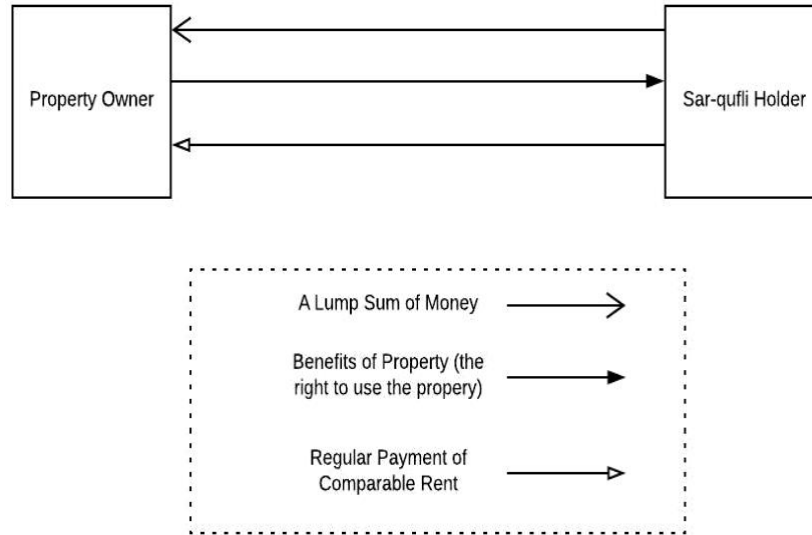 Property Owner
Sar-qufli Holder
A Lump Sum of Money
Benefits of Property (the
right to use the propery)
Regular Payment of
Comparable Rent